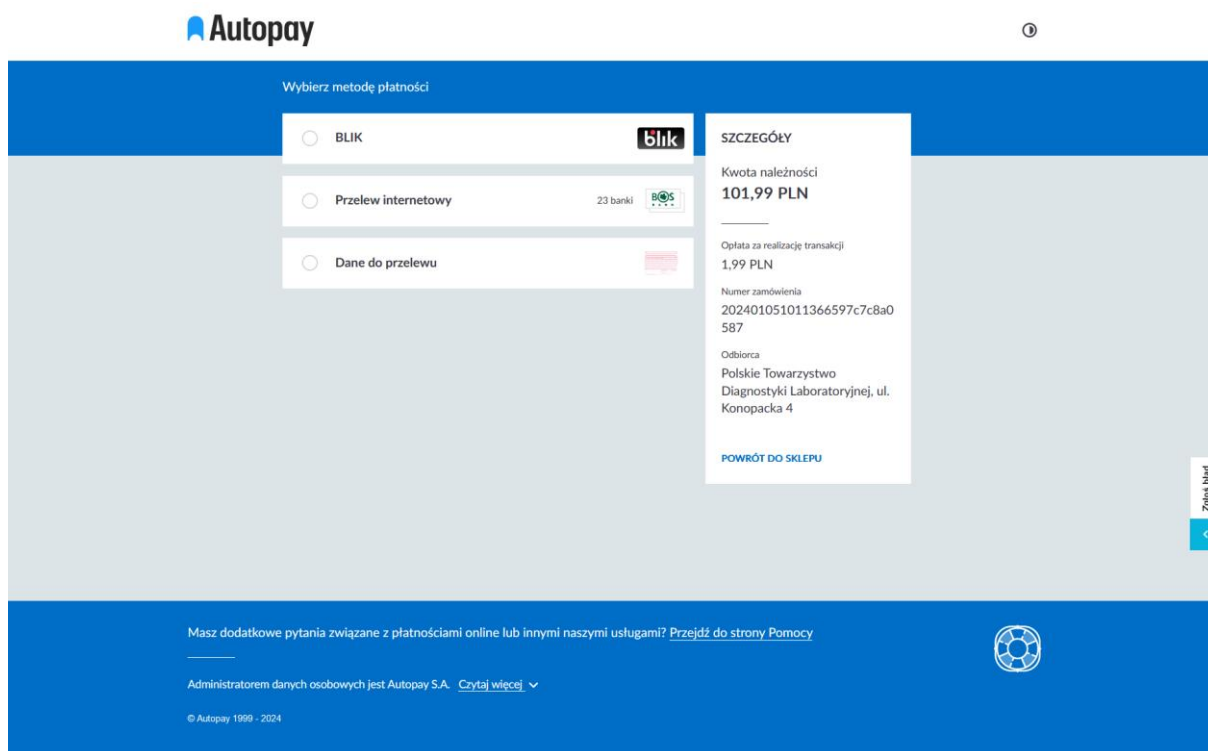 Autopay
Wybierz metodę płatności
BLIK
blik
Przelew internetowy
23 banki
BOŚ
Dane do przelewu
SZCZEGÓŁY
Kwota należności
101,99 PLN
Opłata za realizację transakcji
1,99 PLN
Numer zamówienia
202401051011366597c7c8a0
587
Odbiorca
Polskie Towarzystwo
Diagnostyki Laboratoryjnej, ul.
Konopacka 4
POWRÓT DO SKLEPU
Zgłoś błąd
Masz dodatkowe pytania związane z płatnościami online lub innymi naszymi usługami? Przejdź do strony Pomocy
Administratorem danych osobowych jest Autopay S.A. Czytaj więcej
© Autopay 1999 - 2024